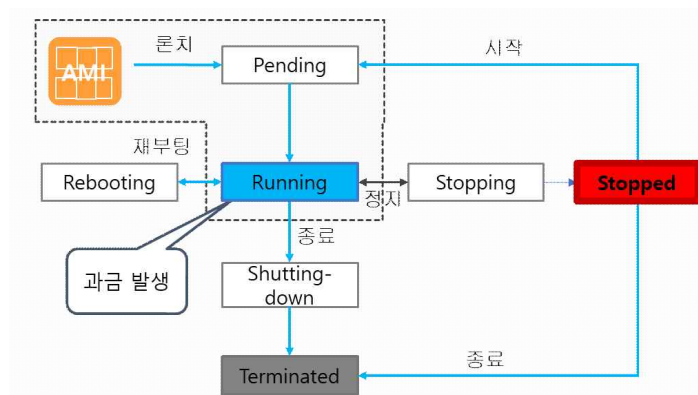 AMI
론치
Pending
시작
재부팅
Rebooting
Running
정지
Stopping
Stopped
종료
과금 발생
Shutting-
down
Terminated
종료